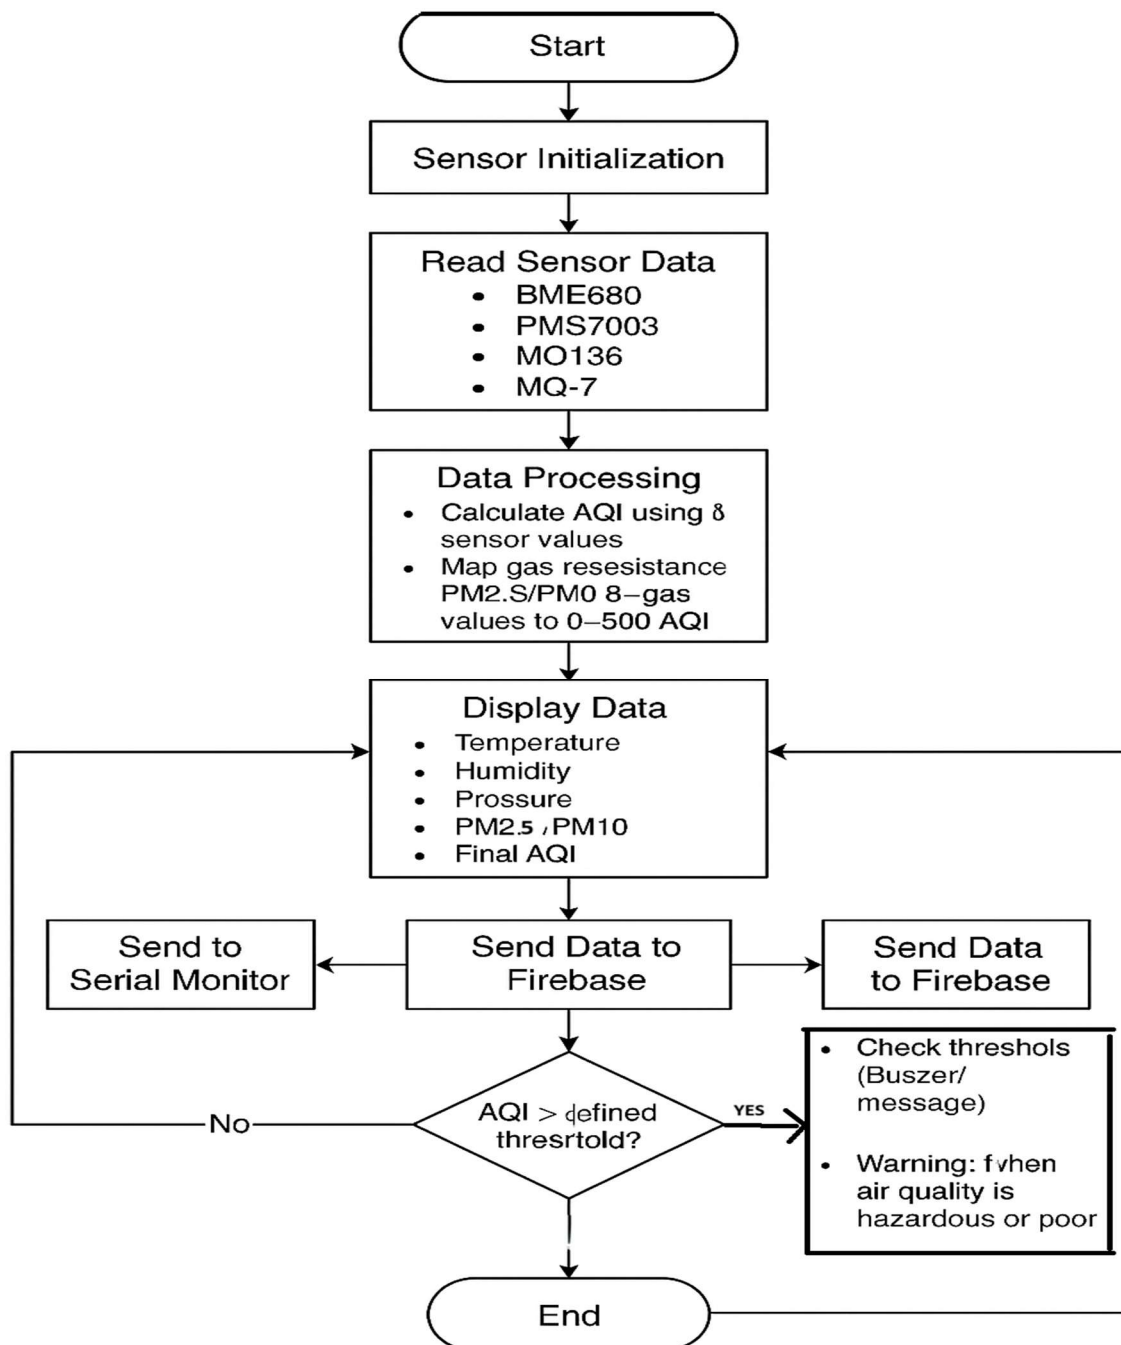 Start
Sensor Initialization
Read Sensor Data
• BME680
• PMS7003
• MO136
• MQ-7
Data Processing
• Calculate AQI using 8
sensor values
• Map gas resesistance
PM2.S/PM0 8–gas
values to 0–500 AQI
Display Data
• Temperature
• Humidity
• Prossure
• PM2.5 / PM10
• Final AQI
Send to
Serial Monitor
Send Data to
Firebase
Send Data
to Firebase
AQI > defined
thresrtold?
No
YES
• Check threshols
(Buszer/
message)
• Warning: fvhen
air quality is
hazardous or poor
End